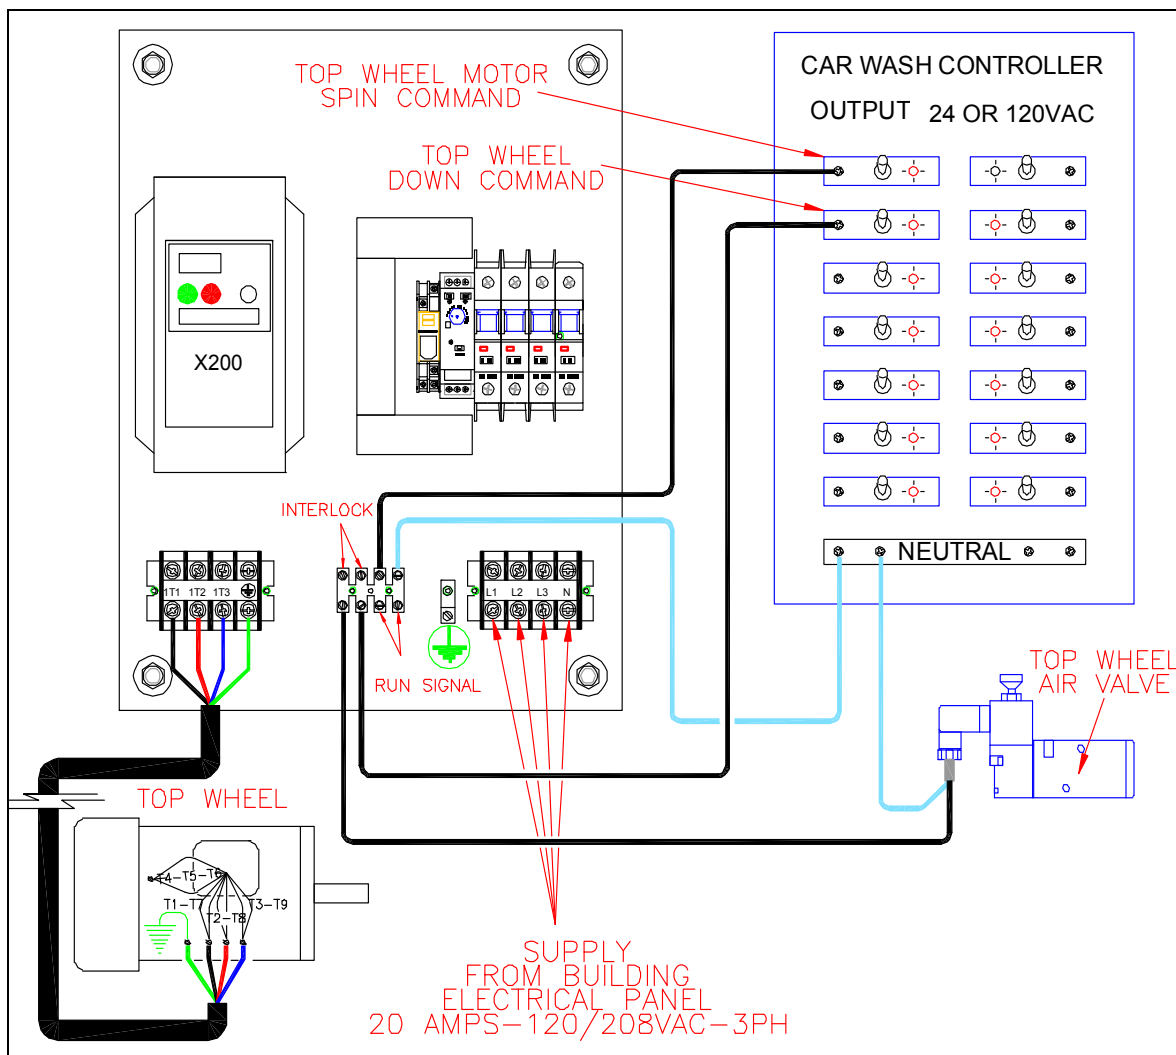 TOP WHEEL MOTOR
SPIN COMMAND
CAR WASH CONTROLLER
OUTPUT 24 OR 120VAC
TOP WHEEL
DOWN COMMAND
X200
INTERLOCK
NEUTRAL
1T1 1T2 1T3
L1 L2 L3 N
RUN SIGNAL
TOP WHEEL
AIR VALVE
TOP WHEEL
T4-T5-T6
T1-T7
T2-T8
T3-T9
SUPPLY
FROM BUILDING
ELECTRICAL PANEL
20 AMPS-120/208VAC-3PH